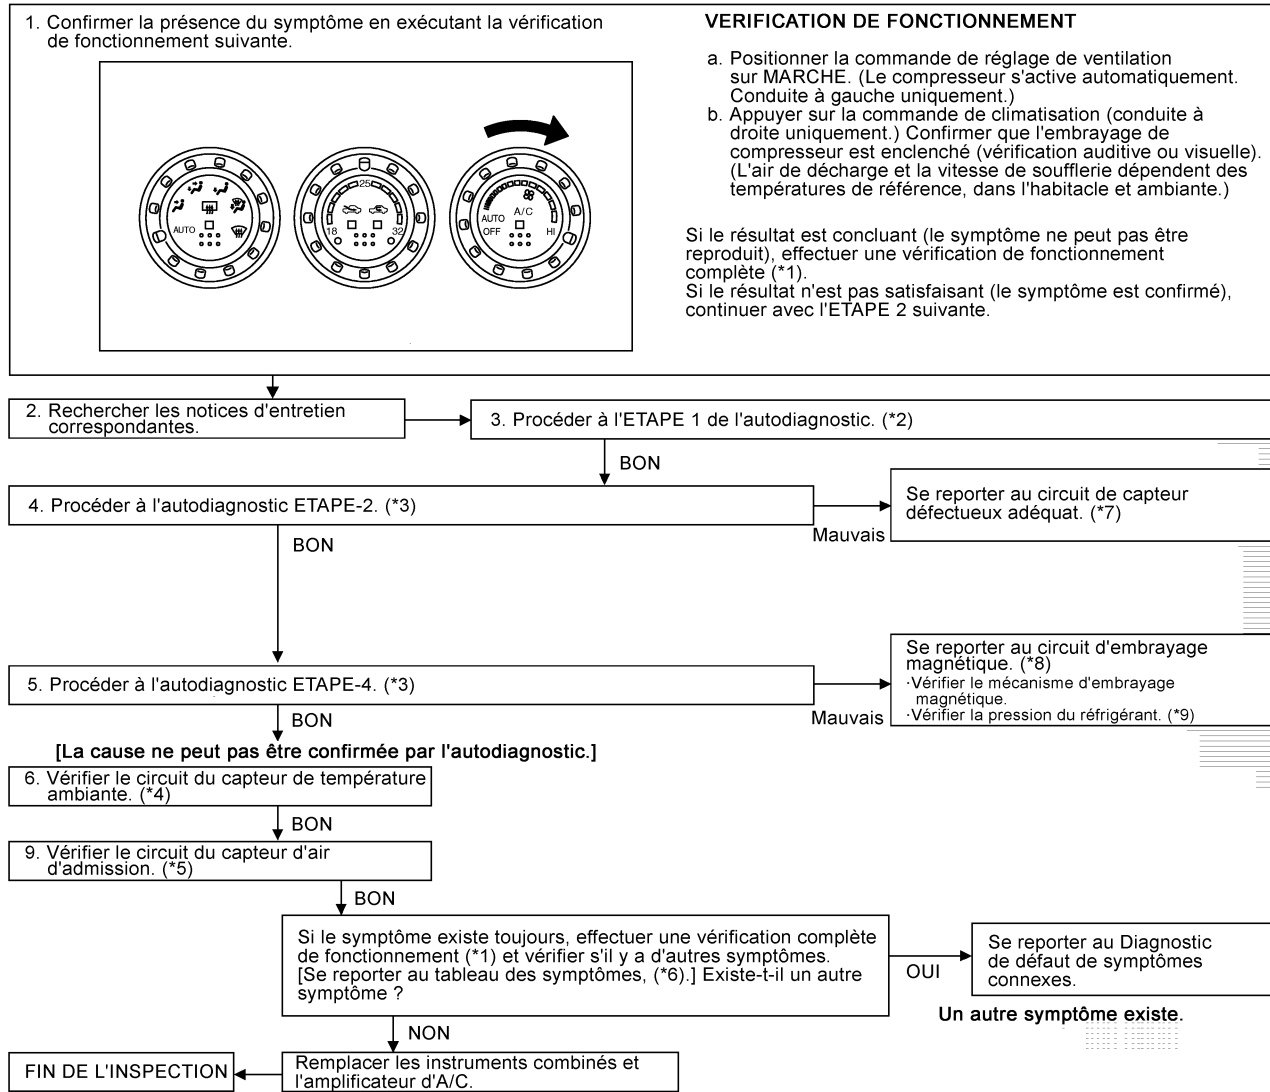 1. Confirmer la présence du symptôme en exécutant la vérification
de fonctionnement suivante.
AUTO
25
18
32
A/C
AUTO
OFF
HI
VERIFICATION DE FONCTIONNEMENT
a. Positionner la commande de réglage de ventilation
sur MARCHE. (Le compresseur s'active automatiquement.
Conduite à gauche uniquement.)
b. Appuyer sur la commande de climatisation (conduite à
droite uniquement.) Confirmer que l'embrayage de
compresseur est enclenché (vérification auditive ou visuelle).
(L'air de décharge et la vitesse de soufflerie dépendent des
températures de référence, dans l'habitacle et ambiante.)
Si le résultat est concluant (le symptôme ne peut pas être
reproduit), effectuer une vérification de fonctionnement
complète (*1).
Si le résultat n'est pas satisfaisant (le symptôme est confirmé),
continuer avec l'ETAPE 2 suivante.
2. Rechercher les notices d'entretien
correspondantes.
3. Procéder à l'ETAPE 1 de l'autodiagnostic. (*2)
BON
4. Procéder à l'autodiagnostic ETAPE-2. (*3)
Mauvais
Se reporter au circuit de capteur
défectueux adéquat. (*7)
BON
5. Procéder à l'autodiagnostic ETAPE-4. (*3)
Mauvais
Se reporter au circuit d'embrayage
magnétique. (*8)
·Vérifier le mécanisme d'embrayage
magnétique.
·Vérifier la pression du réfrigérant. (*9)
BON
[La cause ne peut pas être confirmée par l'autodiagnostic.]
6. Vérifier le circuit du capteur de température
ambiante. (*4)
BON
9. Vérifier le circuit du capteur d'air
d'admission. (*5)
BON
Si le symptôme existe toujours, effectuer une vérification complète
de fonctionnement (*1) et vérifier s'il y a d'autres symptômes.
[Se reporter au tableau des symptômes, (*6).] Existe-t-il un autre
symptôme ?
OUI
Se reporter au Diagnostic
de défaut de symptômes
connexes.
Un autre symptôme existe.
NON
Remplacer les instruments combinés et
l'amplificateur d'A/C.
FIN DE L'INSPECTION